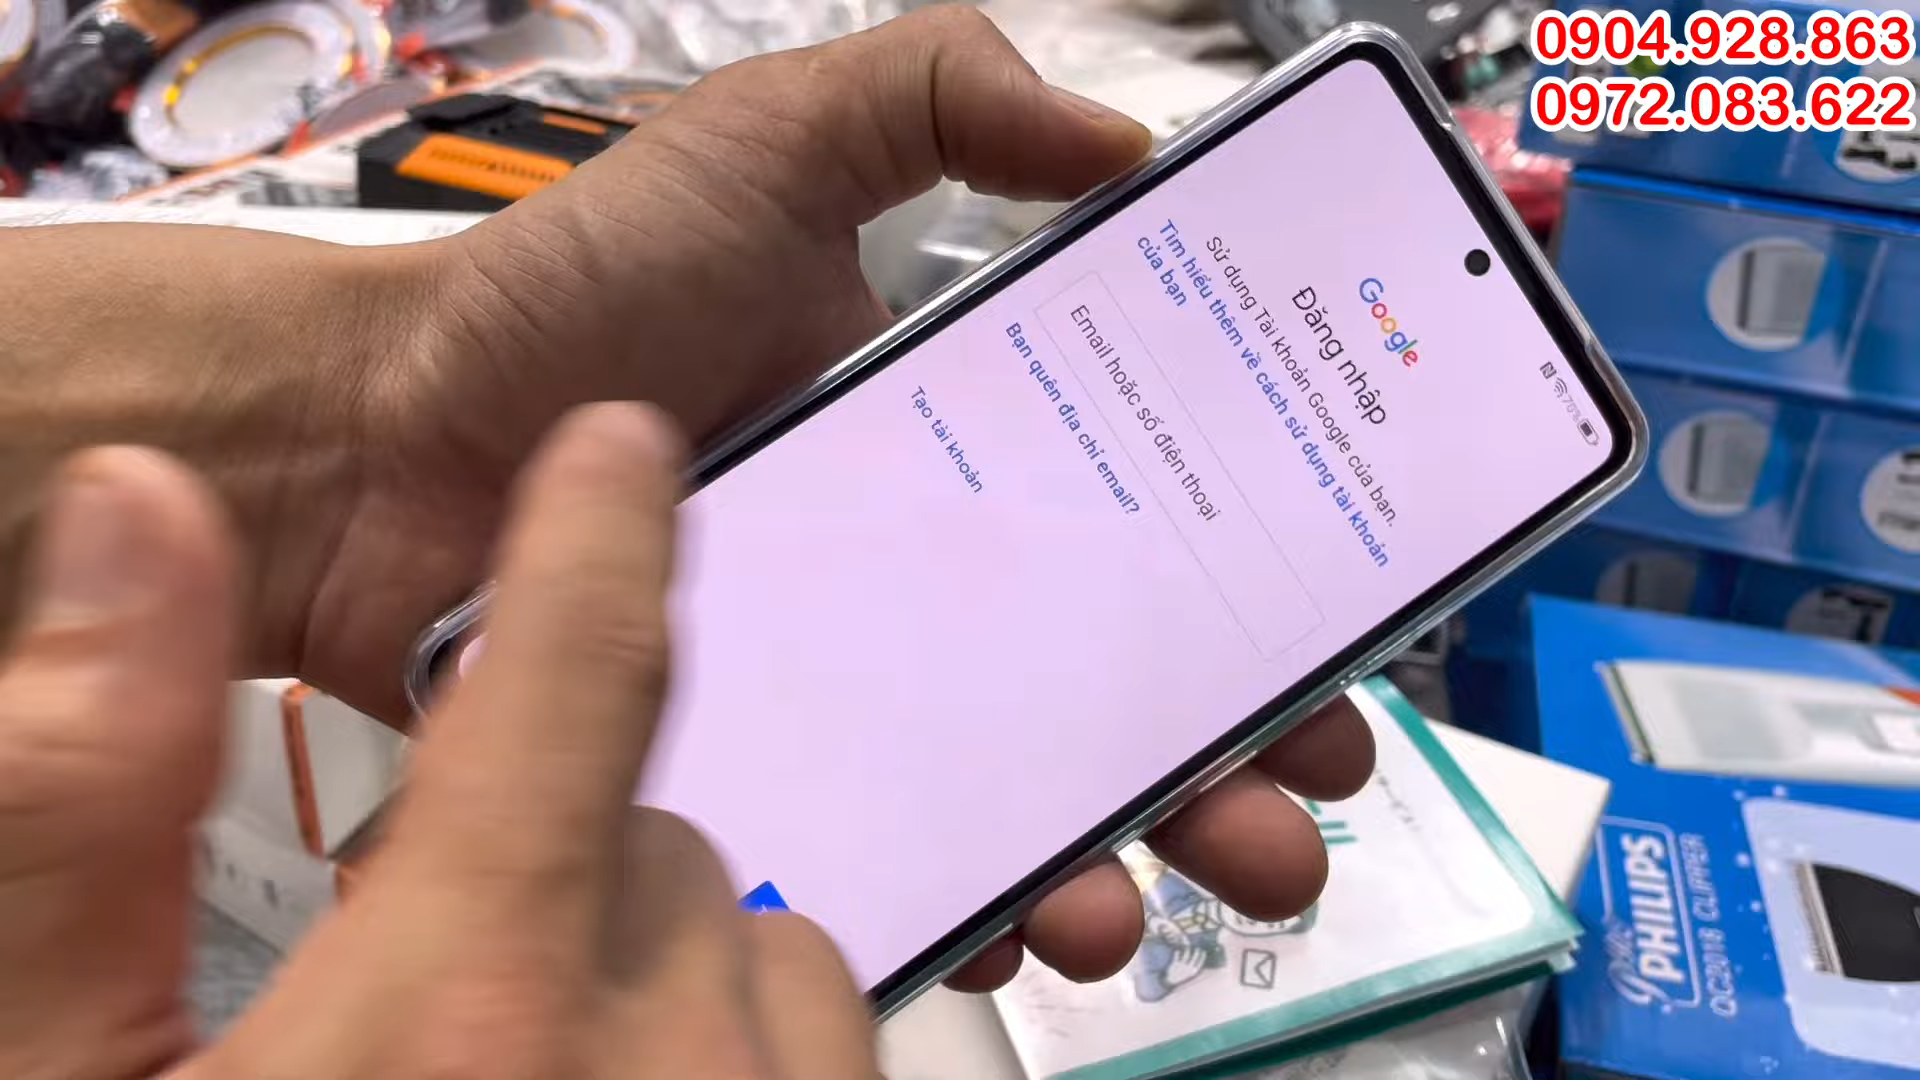 0904.928.863
0972.083.622
70%
Google
Đăng nhập
Sử dụng Tài khoản Google của bạn.
Tìm hiểu thêm về cách sử dụng tài khoản
của bạn
Email hoặc số điện thoại
Bạn quên địa chỉ email?
Tạo tài khoản
PHILIPS
QC2018 CLIPPER